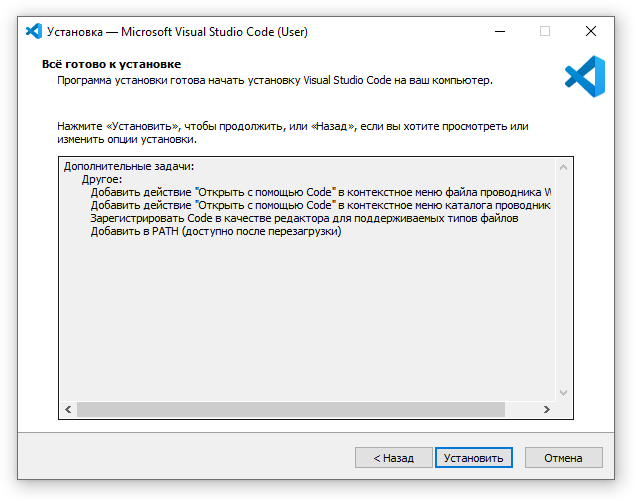 Установка — Microsoft Visual Studio Code (User)
Всё готово к установке
Программа установки готова начать установку Visual Studio Code на ваш компьютер.
Нажмите «Установить», чтобы продолжить, или «Назад», если вы хотите просмотреть или
изменить опции установки.
Дополнительные задачи:
Другое:
Добавить действие "Открыть с помощью Code" в контекстное меню файла проводника W
Добавить действие "Открыть с помощью Code" в контекстное меню каталога проводника
Зарегистрировать Code в качестве редактора для поддерживаемых типов файлов
Добавить в PATH (доступно после перезагрузки)
< Назад
Установить
Отмена